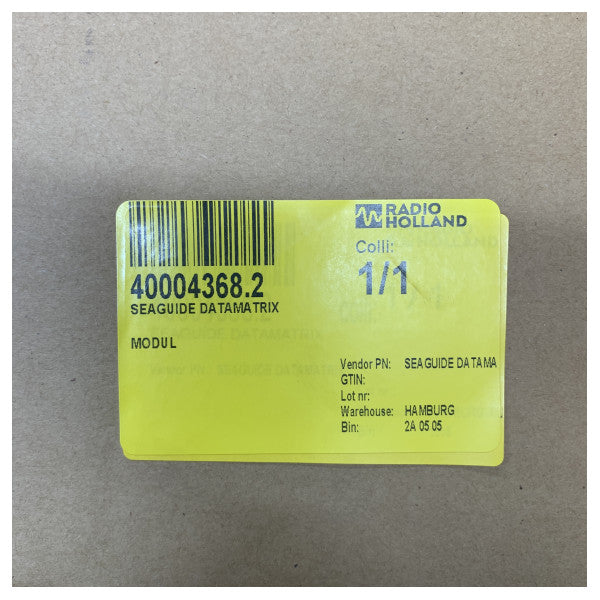 RADIO
HOLLAND
Colli:
1/1
40004368.2
SEAGUIDE DATAMATRIX
MODUL
Vendor PN: SEAGUIDE DATAMA
GTIN:
Lot nr:
Warehouse: HAMBURG
Bin: 2A 05 05